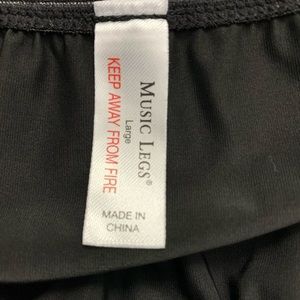 MUSIC LEGS®
Large
KEEP AWAY FROM FIRE
MADE IN
CHINA